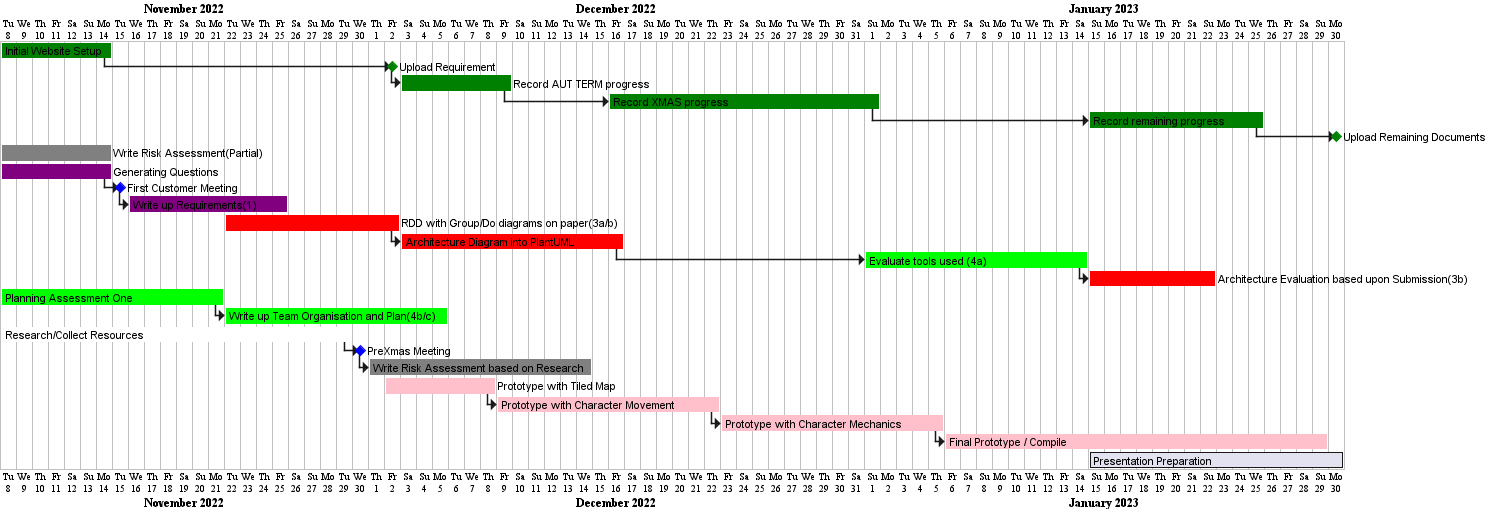 November 2022 December 2022 January 2023
Tu We Th Fr Sa Su Mo Tu We Th Fr Sa Su Mo Tu We Th Fr Sa Su Mo Tu We Th Fr Sa Su Mo Tu We Th Fr Sa Su Mo Tu We Th Fr Sa Su Mo Tu We Th Fr Sa Su Mo Tu We Th Fr Sa Su Mo Tu We Th Fr Sa Su Mo Tu We Th Fr Sa Su Mo Tu We Th Fr Sa Su Mo Tu We Th Fr Sa Su Mo
8 9 10 11 12 13 14 15 16 17 18 19 20 21 22 23 24 25 26 27 28 29 30 1 2 3 4 5 6 7 8 9 10 11 12 13 14 15 16 17 18 19 20 21 22 23 24 25 26 27 28 29 30 31 1 2 3 4 5 6 7 8 9 10 11 12 13 14 15 16 17 18 19 20 21 22 23 24 25 26 27 28 29 30
Initial Website Setup
Upload Requirement
Record AUT TERM progress
Record XMAS progress
Record remaining progress
Upload Remaining Documents
Write Risk Assessment(Partial)
Generating Questions
First Customer Meeting
Write up Requirements(1)
RDD with Group/Do diagrams on paper(3a/b)
Architecture Diagram into PlantUML
Evaluate tools used (4a)
Architecture Evaluation based upon Submission(3b)
Planning Assessment One
Write up Team Organisation and Plan(4b/c)
Research/Collect Resources
PreXmas Meeting
Write Risk Assessment based on Research
Prototype with Tiled Map
Prototype with Character Movement
Prototype with Character Mechanics
Final Prototype / Compile
Presentation Preparation
Tu We Th Fr Sa Su Mo Tu We Th Fr Sa Su Mo Tu We Th Fr Sa Su Mo Tu We Th Fr Sa Su Mo Tu We Th Fr Sa Su Mo Tu We Th Fr Sa Su Mo Tu We Th Fr Sa Su Mo Tu We Th Fr Sa Su Mo Tu We Th Fr Sa Su Mo Tu We Th Fr Sa Su Mo Tu We Th Fr Sa Su Mo Tu We Th Fr Sa Su Mo
8 9 10 11 12 13 14 15 16 17 18 19 20 21 22 23 24 25 26 27 28 29 30 1 2 3 4 5 6 7 8 9 10 11 12 13 14 15 16 17 18 19 20 21 22 23 24 25 26 27 28 29 30 31 1 2 3 4 5 6 7 8 9 10 11 12 13 14 15 16 17 18 19 20 21 22 23 24 25 26 27 28 29 30
November 2022 December 2022 January 2023